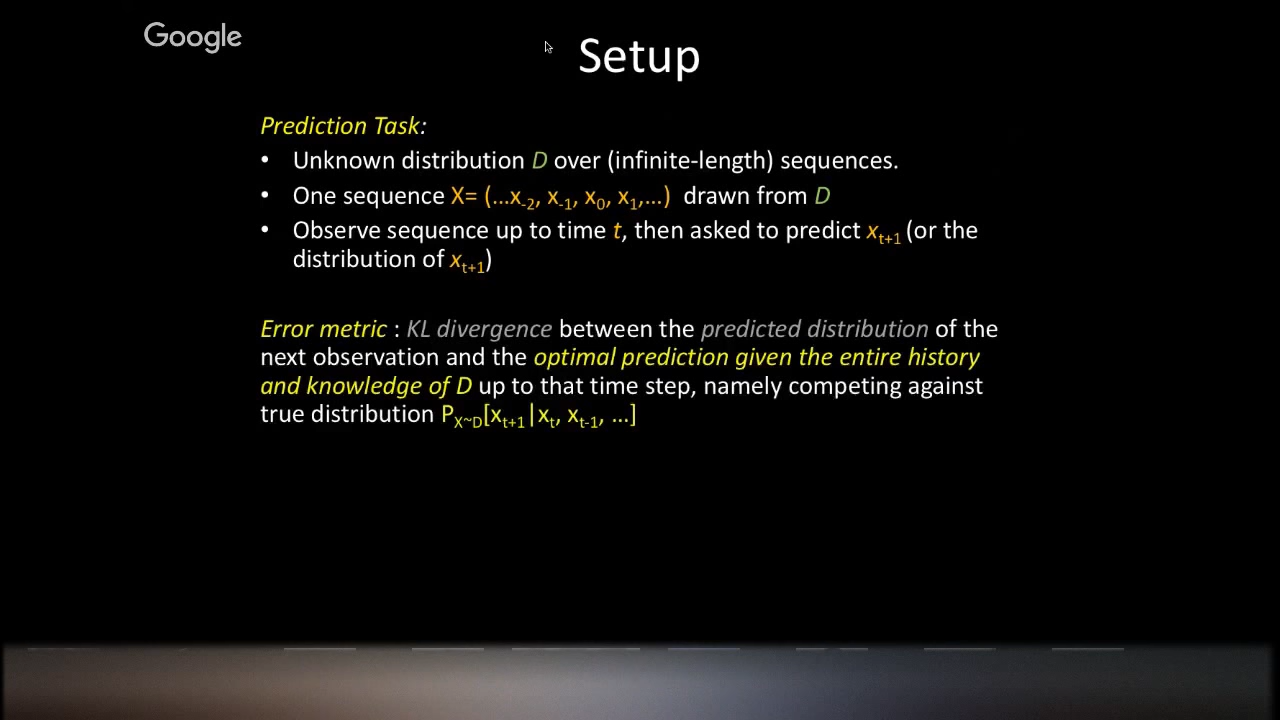 Google
Setup
Prediction Task:
• Unknown distribution D over (infinite-length) sequences.
• One sequence X= (...x-2, x-1, x0, x1,...) drawn from D
• Observe sequence up to time t, then asked to predict xt+1 (or the
distribution of xt+1)
Error metric : KL divergence between the predicted distribution of the
next observation and the optimal prediction given the entire history
and knowledge of D up to that time step, namely competing against
true distribution PX~D[xt+1|xt, xt-1, ...]